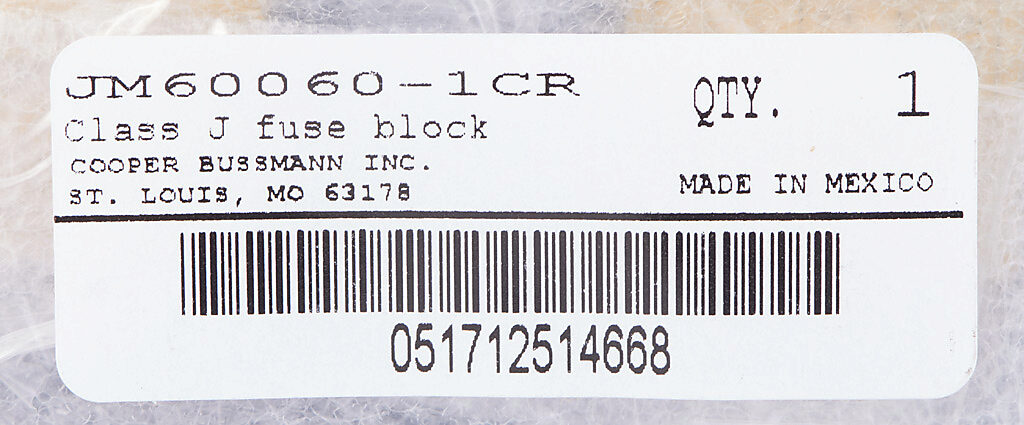 JM60060-1CR
QTY. 1
Class J fuse block
COOPER BUSSMANN INC.
ST. LOUIS, MO 63178
MADE IN MEXICO
051712514668